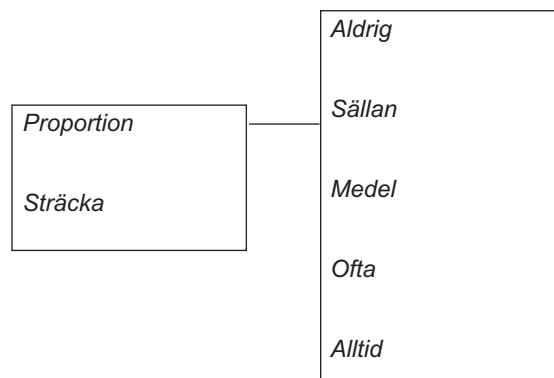 Proportion
Sträcka
Aldrig
Sällan
Medel
Ofta
Alltid